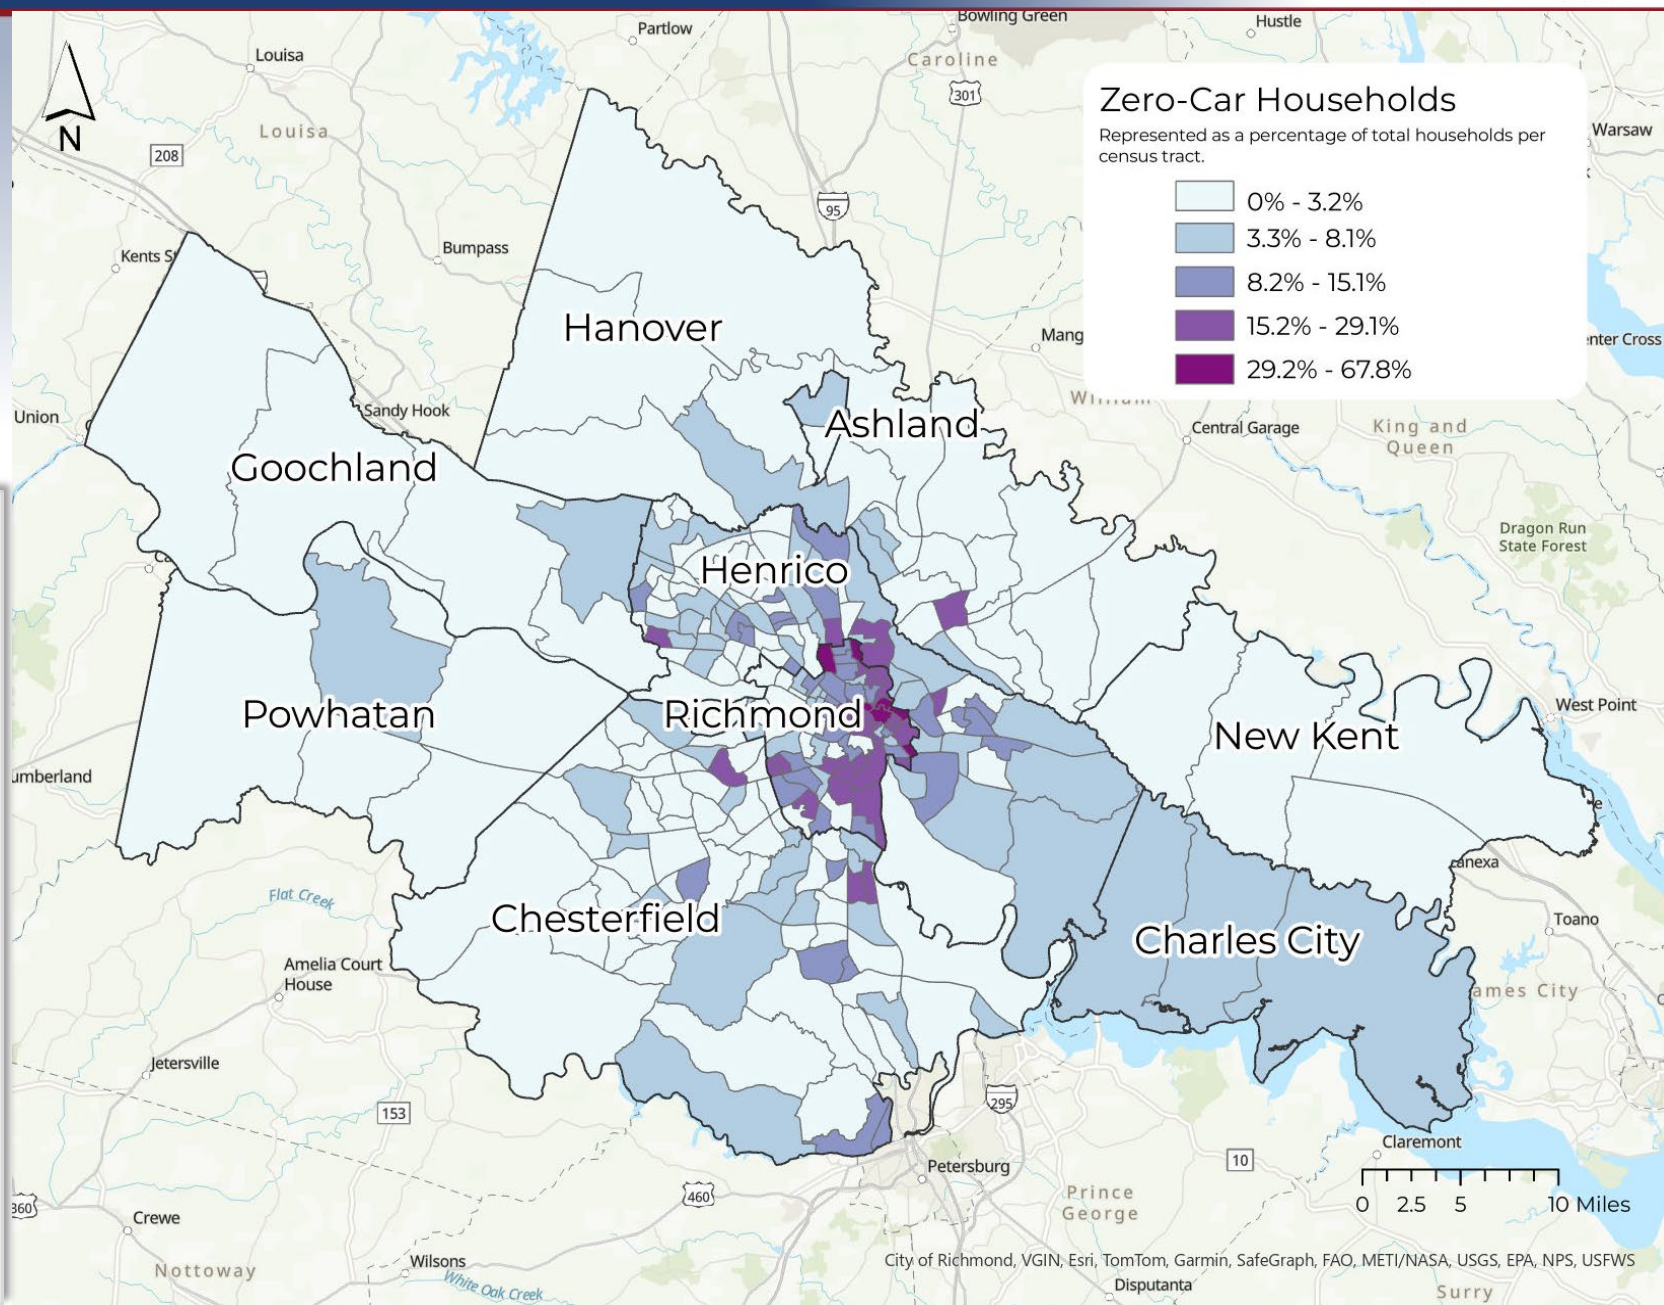 Bowling Green
Hustle
Partlow
Louisa
Caroline
301
N
Louisa
208
Zero-Car Households
Represented as a percentage of total households per
census tract.
0% - 3.2%
3.3% - 8.1%
8.2% - 15.1%
15.2% - 29.1%
29.2% - 67.8%
Warsaw
95
Kents
Bumpass
Hanover
Mang
enter Cross
Union
Sandy Hook
Ashland
Central Garage
King and
Queen
Goochland
Dragon Run
State Forest
Henrico
West Point
Powhatan
Richmond
New Kent
umberland
anexa
Flat Creek
Chesterfield
Charles City
Toano
Amelia Court
House
ames City
Jetersville
153
295
Claremont
10
Petersburg
0 2.5 5 10 Miles
360
460
Prince
George
Crewe
Wilsons
City of Richmond, VGIN, Esri, TomTom, Garmin, SafeGraph, FAO, METI/NASA, USGS, EPA, NPS, USFWS
Nottoway
White Oak Creek
Disputanta
Surry